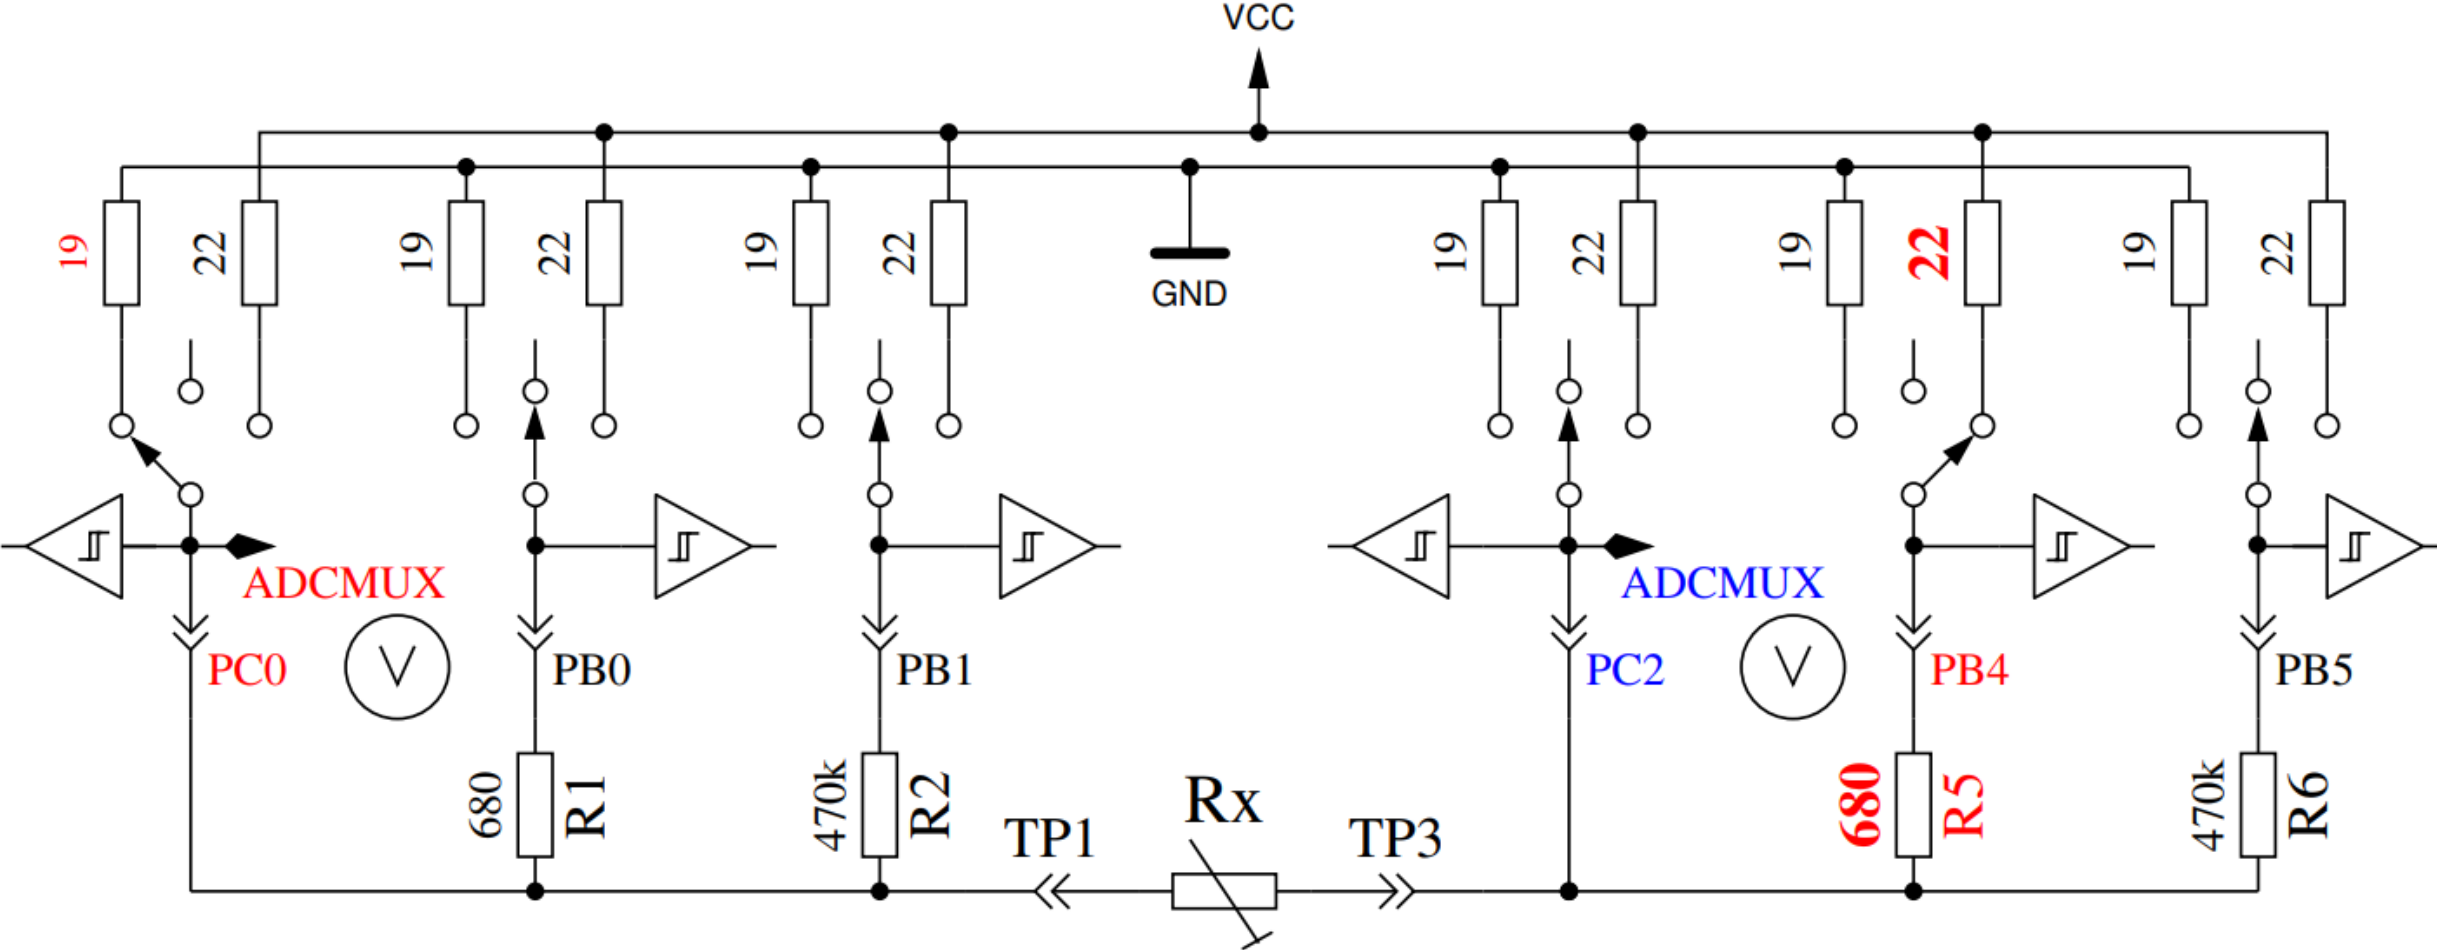 VCC
19
22
19
22
19
22
GND
19
22
19
22
19
22
ADCMUX
ADCMUX
PC0
V
PB0
PB1
PC2
V
PB4
PB5
680
R1
470k
R2
TP1
Rx
TP3
680
R5
470k
R6